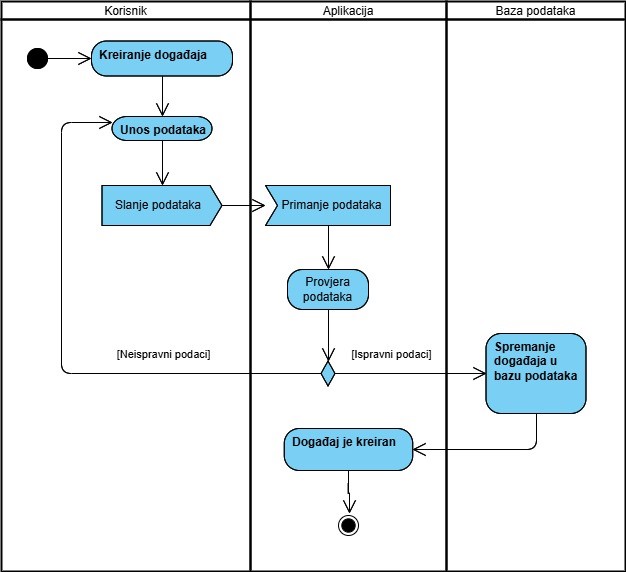 Korisnik
Aplikacija
Baza podataka
Kreiranje događaja
Unos podataka
Slanje podataka
Primanje podataka
Provjera
podataka
[Neispravni podaci]
[Ispravni podaci]
Spremanje
događaja u
bazu podataka
Događaj je kreiran